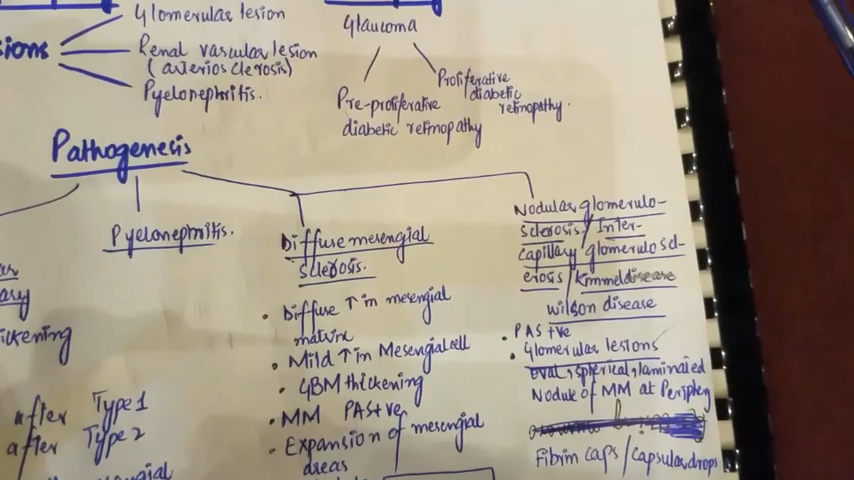 Glomerular lesion
Renal vascular lesion
(arteriosclerosis)
Pyelonephritis.
Glaucoma
Pre-proliferative
diabetic retinopathy
Proliferative
diabetic
retinopathy.
Pathogenesis
Pyelonephritis.
Diffuse mesengial
sclerosis.
• Diffuse ↑ in mesengial
matrix
• Mild ↑ in Mesengial cell
• GBM thickening
• MM PAS+ve
• Expansion of mesengial
areas
Nodular glomerulo-
sclerosis / Inter-
capillary glomerulo scl-
erosis / Kimmel disease
wilson disease
• PAS +ve
• Glomerular lesions
oval, spherical, laminated
Nodule of MM at Periphery
Fibrin caps / capsular drops
after Type 1
after Type 2